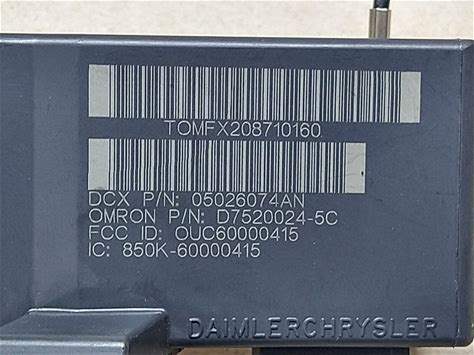 TOMFX208710160
DCX P/N: 05026074AN
OMRON P/N: D7520024-5C
FCC ID: OUC60000415
IC: 850K-60000415
DAIMLERCHRYSLER